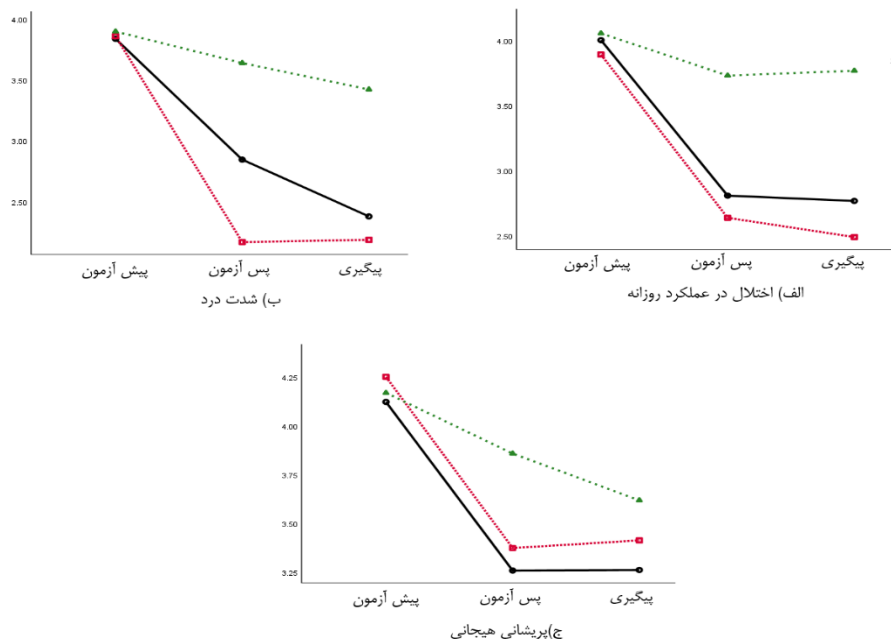 4.00
3.50
3.00
2.50
پیش آزمون
پس آزمون
پیگیری
الف) اختلال در عملکرد روزانه
4.00
3.50
3.00
2.50
پیش آزمون
پس آزمون
پیگیری
ب) شدت درد
4.25
4.00
3.75
3.50
3.25
پیش آزمون
پس آزمون
پیگیری
ج)پریشانی هیجانی